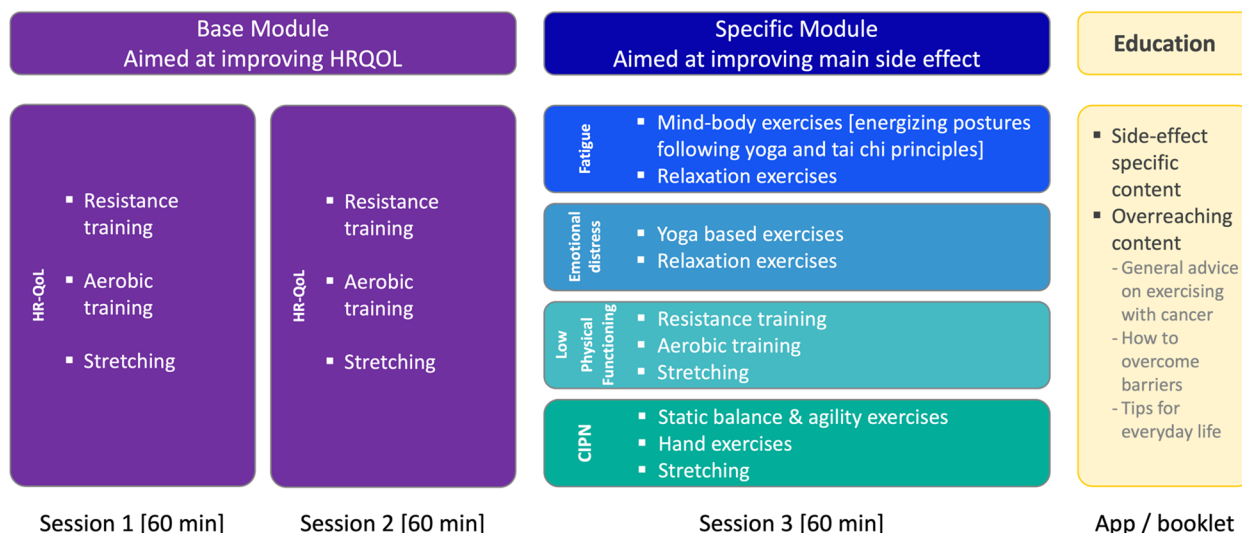 Base Module
Aimed at improving HRQOL
Specific Module
Aimed at improving main side effect
Education
HR-QoL
▪ Resistance
training
▪ Aerobic
training
▪ Stretching
HR-QoL
▪ Resistance
training
▪ Aerobic
training
▪ Stretching
Fatigue
▪ Mind-body exercises [energizing postures
following yoga and tai chi principles]
▪ Relaxation exercises
Emotional
distress
▪ Yoga based exercises
▪ Relaxation exercises
Low
Physical
Functioning
▪ Resistance training
▪ Aerobic training
▪ Stretching
CIPN
▪ Static balance & agility exercises
▪ Hand exercises
▪ Stretching
▪ Side-effect
specific
content
▪ Overreaching
content
- General advice
on exercising
with cancer
- How to
overcome
barriers
- Tips for
everyday life
Session 1 [60 min]
Session 2 [60 min]
Session 3 [60 min]
App / booklet